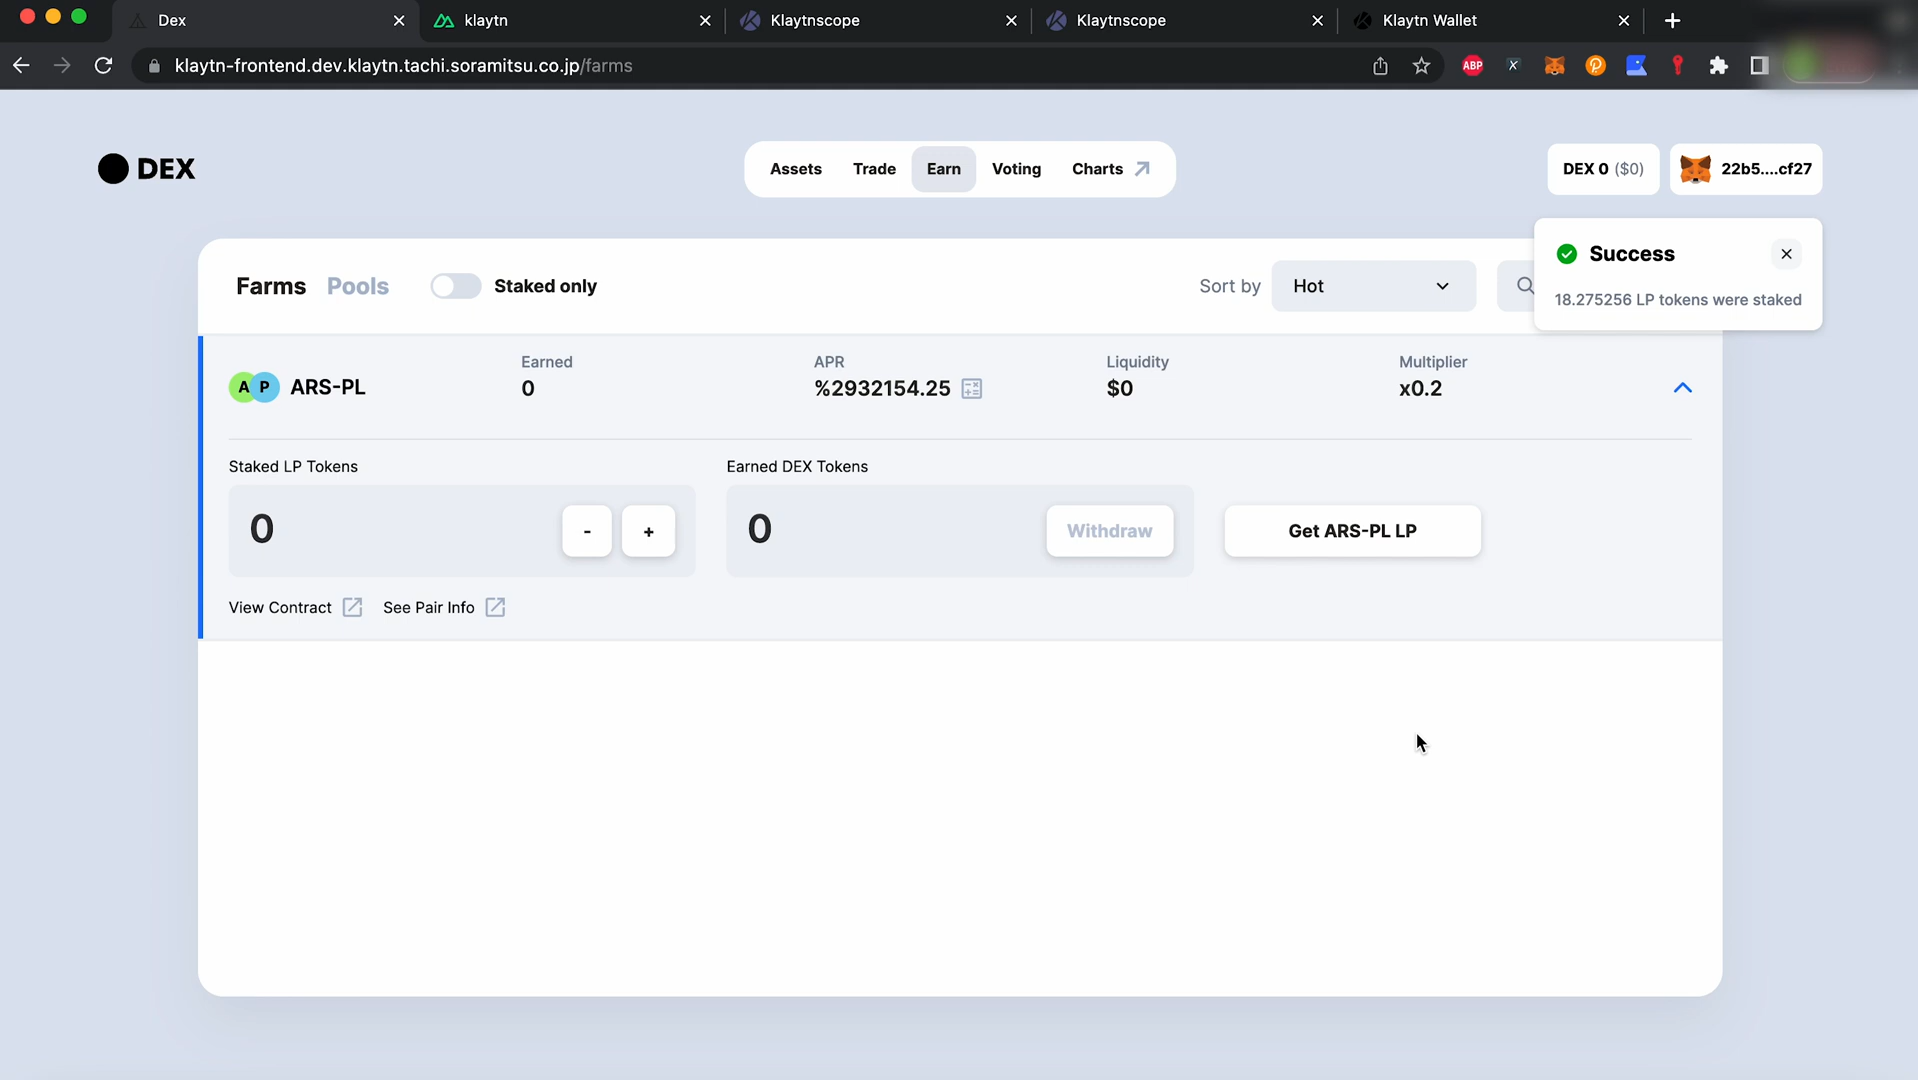 Dex
klaytn
Klaytnscope
Klaytnscope
Klaytn Wallet
klaytn-frontend.dev.klaytn.tachi.soramitsu.co.jp/farms
ABP
DEX
Assets
Trade
Earn
Voting
Charts
DEX 0 ($0)
22b5....cf27
Success
18.275256 LP tokens were staked
Farms
Pools
Staked only
Sort by
Hot
A P
ARS-PL
Earned
0
APR
%2932154.25
Liquidity
$0
Multiplier
x0.2
Staked LP Tokens
0
-
+
Earned DEX Tokens
0
Withdraw
Get ARS-PL LP
View Contract
See Pair Info